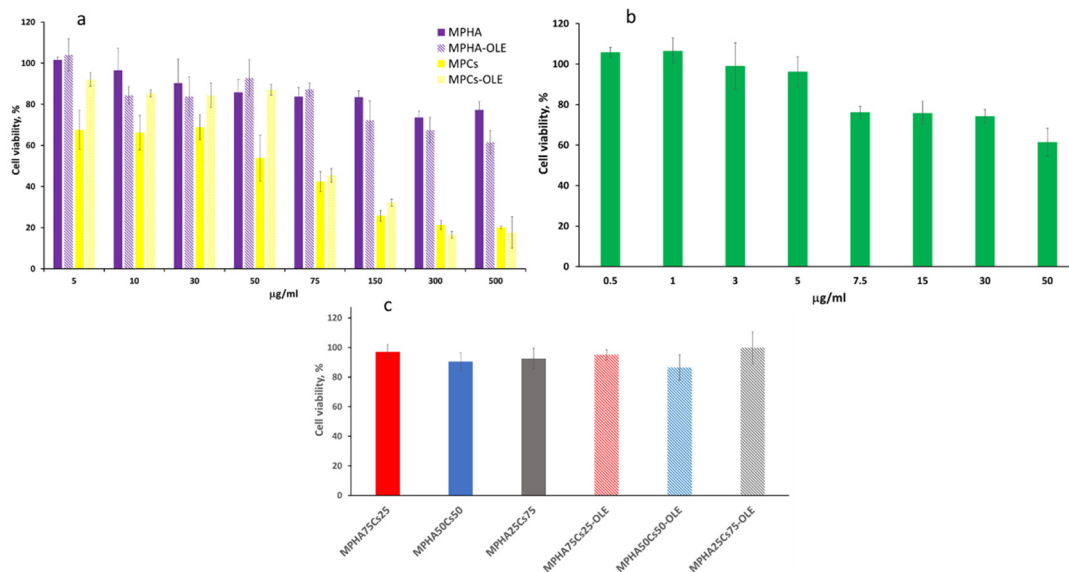 a
120
100
80
60
40
20
0
Cell viability, %
MPHA
MPHA-OLE
MPCs
MPCs-OLE
5 10 30 50 75 150 300 500
μg/ml
b
120
100
80
60
40
20
0
Cell viability, %
0.5 1 3 5 7.5 15 30 50
μg/ml
c
120
100
80
60
40
20
0
Cell viability, %
MPHA75Cs25
MPHA50Cs50
MPHA25Cs75
MPHA75Cs25-OLE
MPHA50Cs50-OLE
MPHA25Cs75-OLE